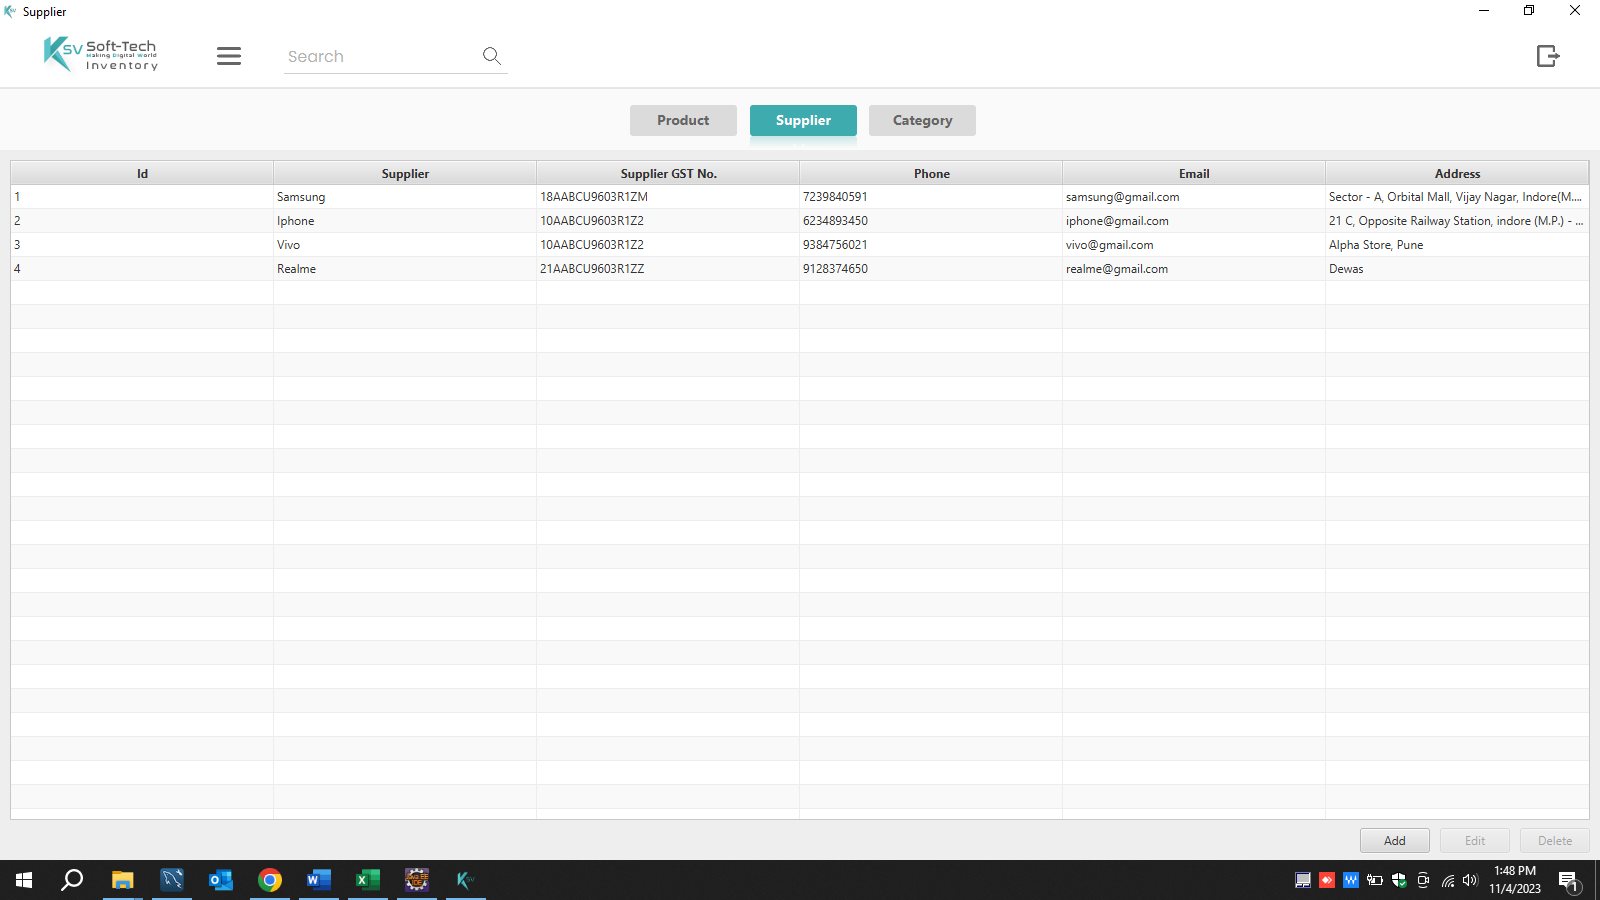 Supplier
KSV Soft-Tech
Making Digital World
Inventory
Search
Product Supplier Category
Id Supplier Supplier GST No. Phone Email Address
1 Samsung 18AABCU9603R1ZM 7239840591 samsung@gmail.com Sector - A, Orbital Mall, Vijay Nagar, Indore(M....
2 Iphone 10AABCU9603R1Z2 6234893450 iphone@gmail.com 21 C, Opposite Railway Station, indore (M.P.) - ...
3 Vivo 10AABCU9603R1Z2 9384756021 vivo@gmail.com Alpha Store, Pune
4 Realme 21AABCU9603R1ZZ 9128374650 realme@gmail.com Dewas
Add Edit Delete
1:48 PM
11/4/2023
1